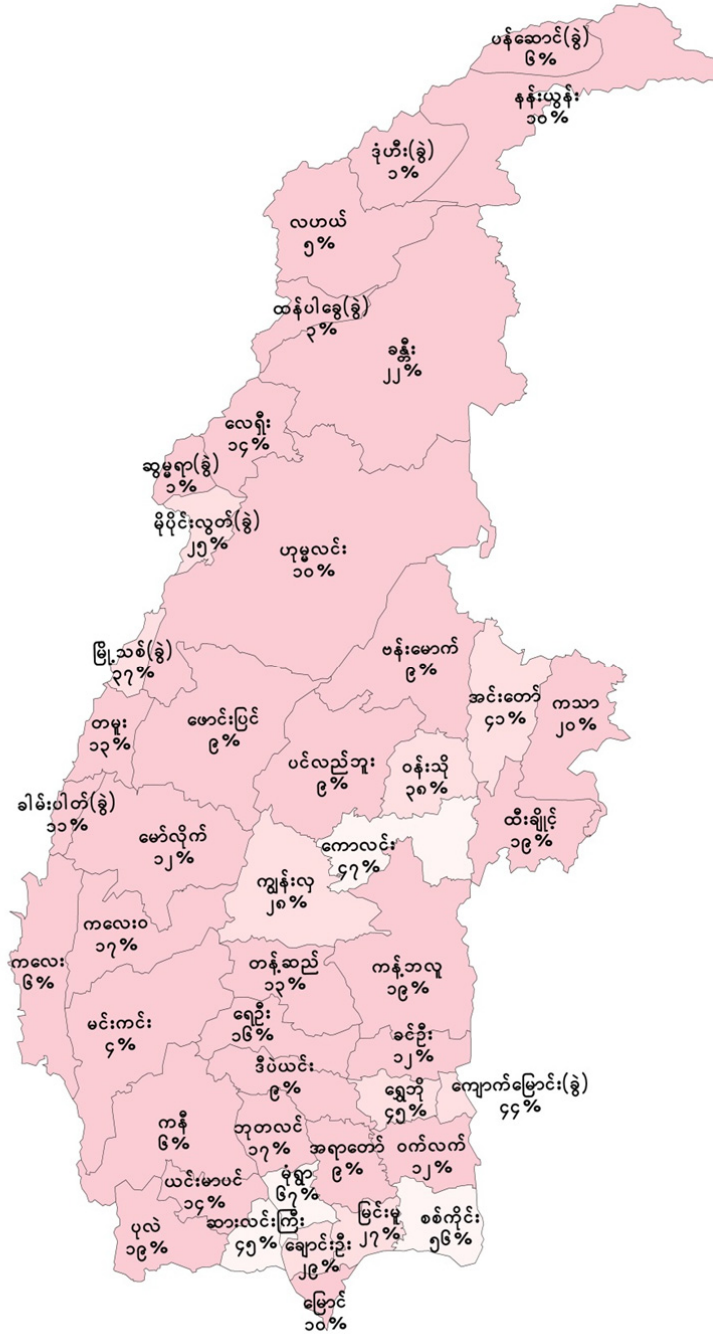 ပန်ဆောင်(ခွဲ)
၆%
နန်းယွန်း
၁၀%
ဒုံဟီး(ခွဲ)
၁%
လဟယ်
၅%
ထန်ပါခွေ(ခွဲ)
၃%
ခန္တီး
၂၂%
လေရှီး
၁၄%
ဆွမ္မရာ(ခွဲ)
၁%
မိုပိုင်းလွတ်(ခွဲ)
၂၅%
ဟုမ္မလင်း
၁၀%
မြို့သစ်(ခွဲ)
၃၇%
ဗန်းမောက်
၉%
အင်းတော်
၄၁%
ကသာ
၂၀%
တမူး
၁၃%
ဖောင်းပြင်
၉%
ပင်လည်ဘူး
၉%
ဝန်းသို
၃၈%
ခါမ်းပါတ်(ခွဲ)
၁၁%
မော်လိုက်
၁၂%
ကောလင်း
၄၇%
ထီးချိုင့်
၁၉%
ကျွန်းလှ
၂၈%
ကလေးဝ
၁၇%
ကလေး
၆%
တန့်ဆည်
၁၃%
ကန့်ဘလူ
၁၉%
မင်းကင်း
၄%
ရေဦး
၁၆%
ခင်ဦး
၁၂%
ဒီပဲယင်း
၉%
ရွှေဘို
၄၅%
ကျောက်မြောင်း(ခွဲ)
၄၄%
ကနီ
၆%
ဘုတလင်
၁၇%
အရာတော်
၉%
ဝက်လက်
၁၂%
ယင်းမာပင်
၁၄%
မုံရွာ
၆၇%
ပုလဲ
၁၉%
ဆားလင်းကြီး
၄၅%
ချောင်းဦး
၂၉%
မြင်းမူ
၂၇%
စစ်ကိုင်း
၅၆%
မြောင်
၁၀%